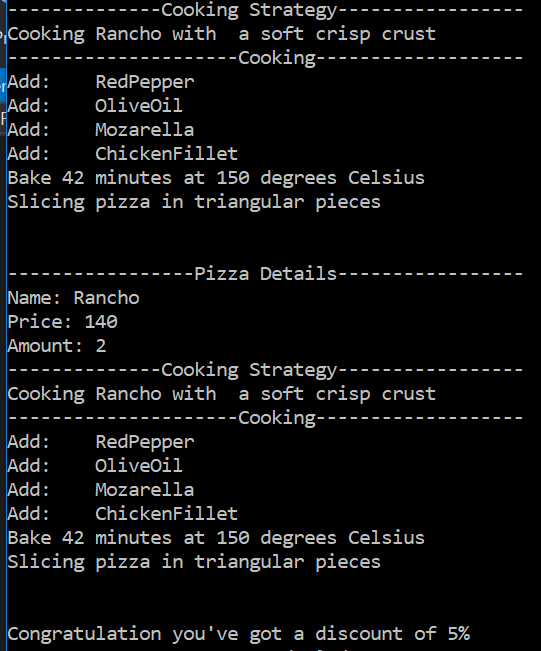 --------------Cooking Strategy-----------------
Cooking Rancho with  a soft crisp crust
---------------------Cooking-------------------
Add:    RedPepper
Add:    OliveOil
Add:    Mozarella
Add:    ChickenFillet
Bake 42 minutes at 150 degrees Celsius
Slicing pizza in triangular pieces
-----------------Pizza Details-----------------
Name: Rancho
Price: 140
Amount: 2
--------------Cooking Strategy-----------------
Cooking Rancho with  a soft crisp crust
---------------------Cooking-------------------
Add:    RedPepper
Add:    OliveOil
Add:    Mozarella
Add:    ChickenFillet
Bake 42 minutes at 150 degrees Celsius
Slicing pizza in triangular pieces
Congratulation you've got a discount of 5%